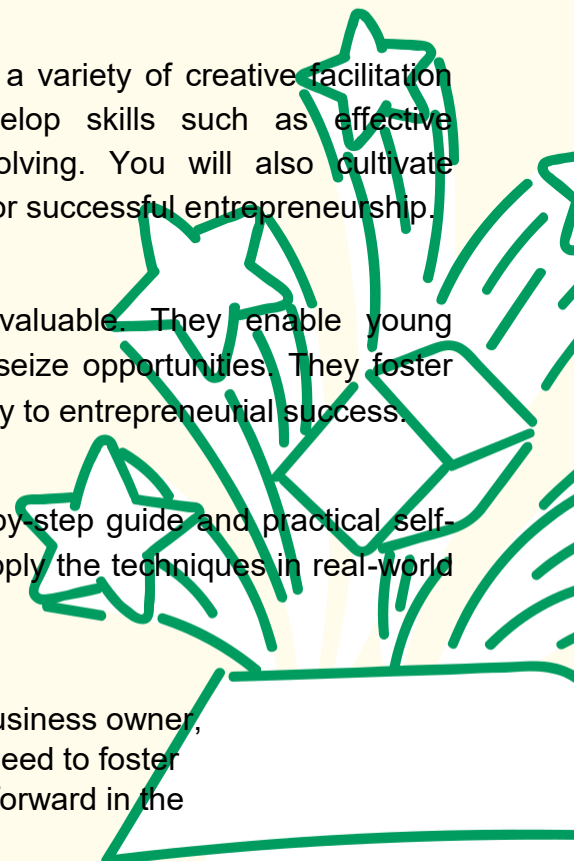 a variety of creative facilitation
elop skills such as effective
olving. You will also cultivate
or successful entrepreneurship.
valuable. They enable young
seize opportunities. They foster
y to entrepreneurial success.
by-step guide and practical self-
pply the techniques in real-world
usiness owner,
eed to foster
orward in the